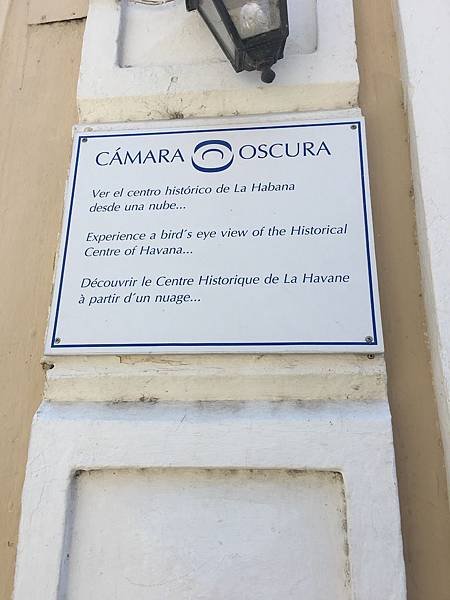 CÁMARA OSCURA
Ver el centro histórico de La Habana
desde una nube...
Experience a bird's eye view of the Historical
Centre of Havana...
Découvrir le Centre Historique de La Havane
à partir d'un nuage...